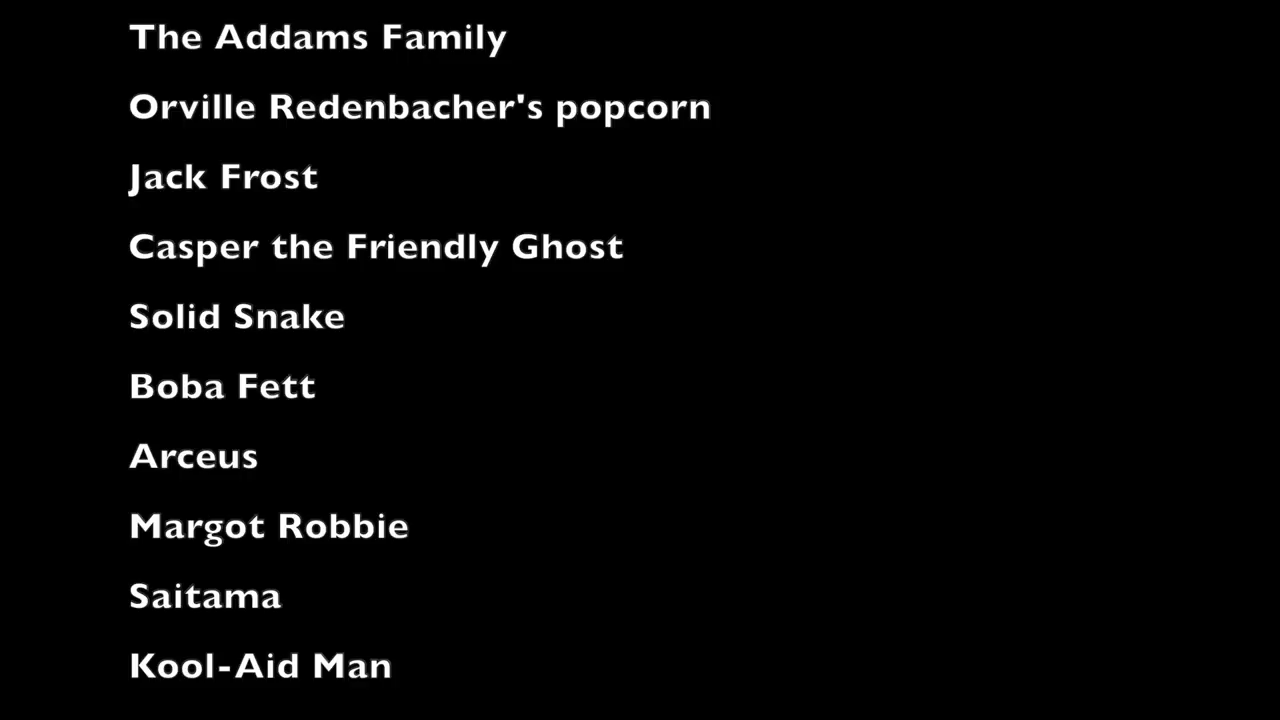 The Addams Family
Orville Redenbacher's popcorn
Jack Frost
Casper the Friendly Ghost
Solid Snake
Boba Fett
Arceus
Margot Robbie
Saitama
Kool-Aid Man